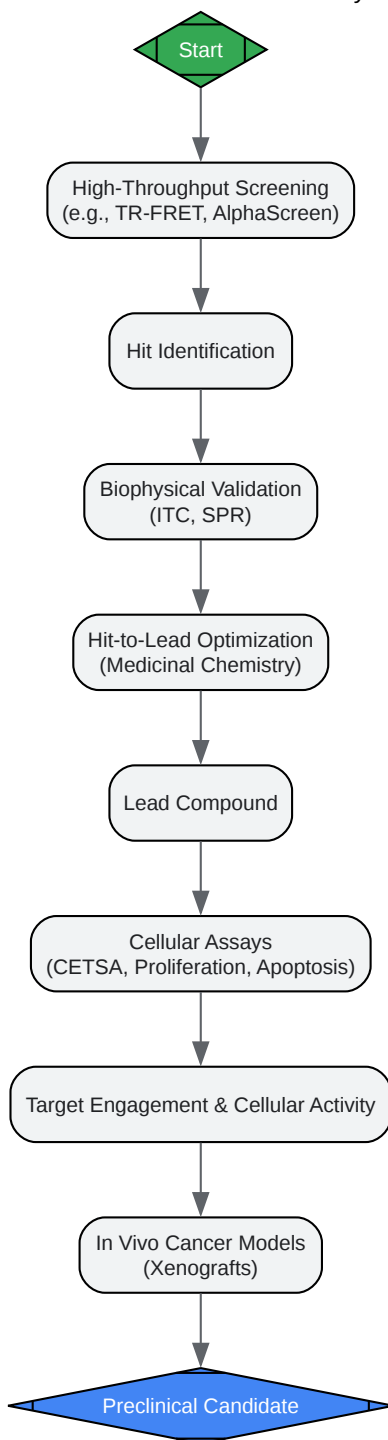 Start
High-Throughput Screening
(e.g., TR-FRET, AlphaScreen)
Hit Identification
Biophysical Validation
(ITC, SPR)
Hit-to-Lead Optimization
(Medicinal Chemistry)
Lead Compound
Cellular Assays
(CETSA, Proliferation, Apoptosis)
Target Engagement & Cellular Activity
In Vivo Cancer Models
(Xenografts)
Preclinical Candidate